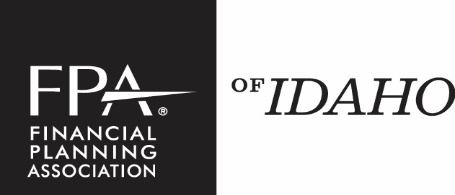 FPA®
FINANCIAL
PLANNING
ASSOCIATION
OF IDAHO